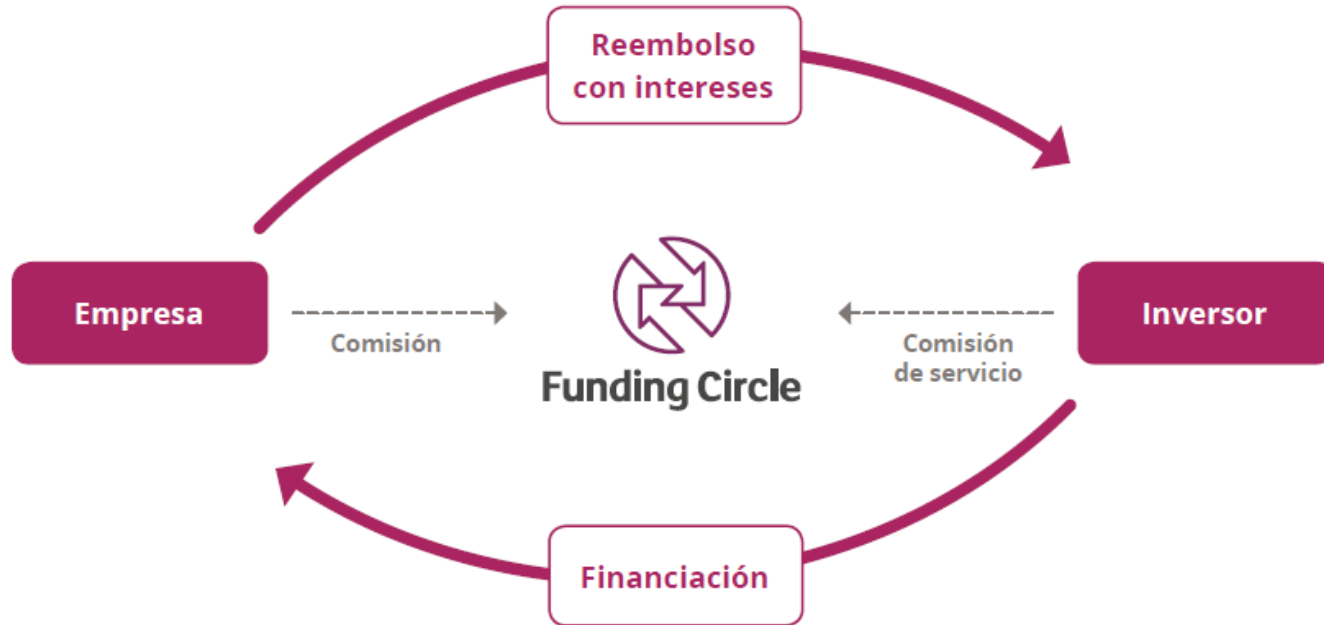 Reembolso
con intereses
Empresa
Comisión
Funding Circle
Comisión
de servicio
Inversor
Financiación